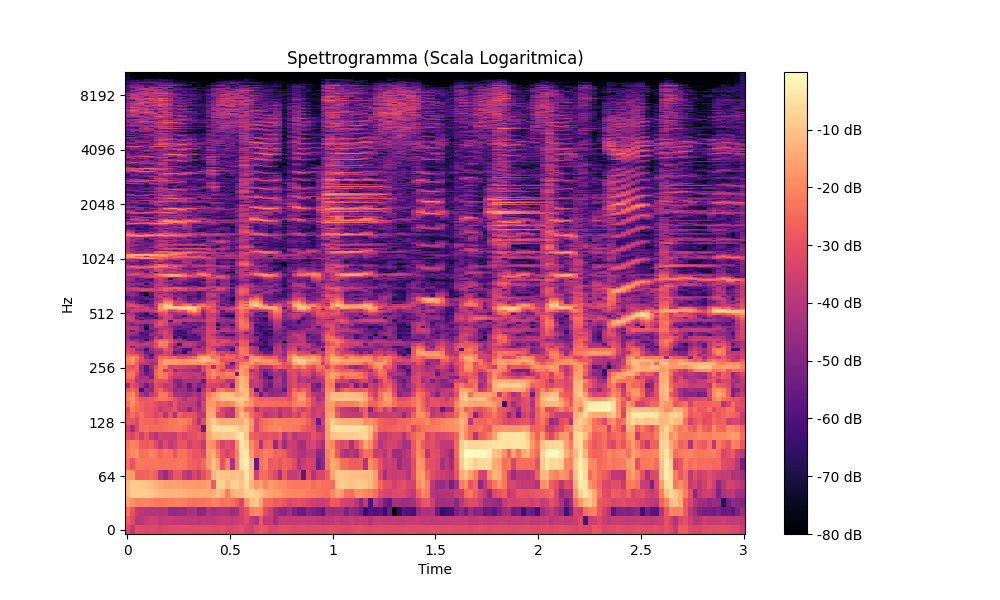 Spettrogramma (Scala Logaritmica)
8192
4096
2048
1024
512
256
128
64
0
Hz
0
0.5
1
1.5
2
2.5
3
Time
-10 dB
-20 dB
-30 dB
-40 dB
-50 dB
-60 dB
-70 dB
-80 dB